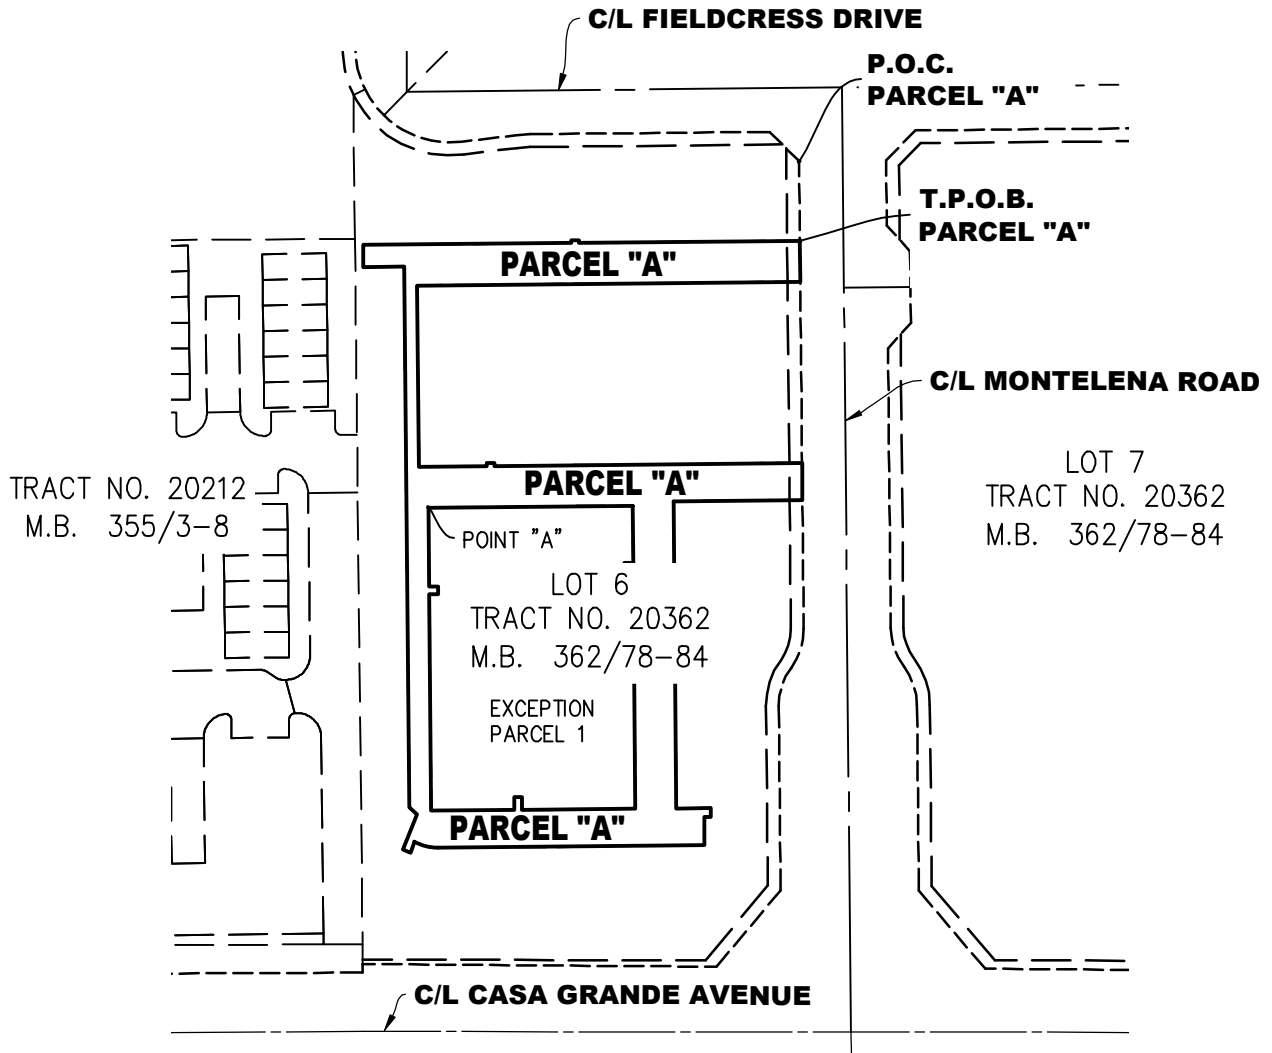 C/L FIELDCRESS DRIVE
P.O.C.
PARCEL "A"
T.P.O.B.
PARCEL "A"
PARCEL "A"
C/L MONTELENA ROAD
PARCEL "A"
TRACT NO. 20212
M.B. 355/3-8
LOT 7
TRACT NO. 20362
M.B. 362/78-84
POINT "A"
LOT 6
TRACT NO. 20362
M.B. 362/78-84
EXCEPTION
PARCEL 1
PARCEL "A"
C/L CASA GRANDE AVENUE